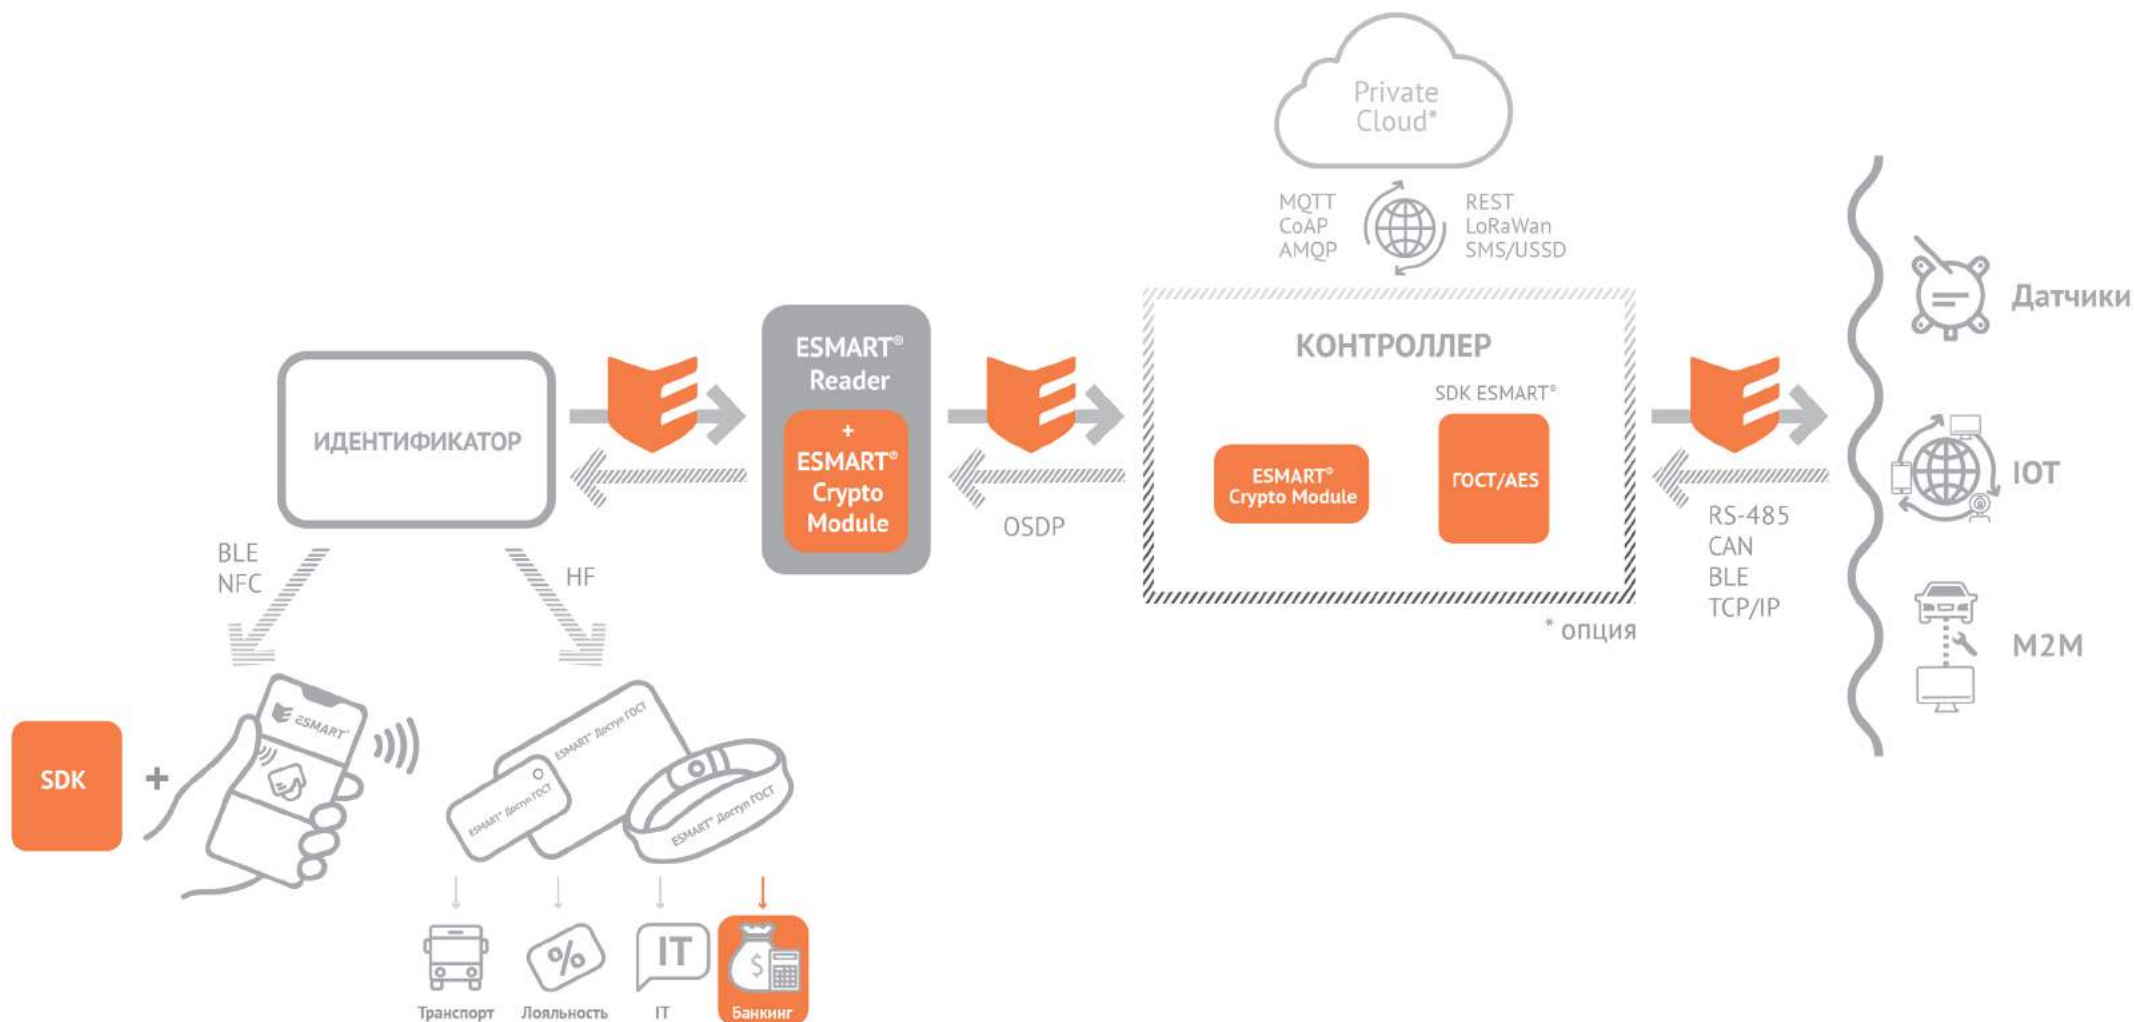 Private
Cloud*
MQTT
CoAP
AMQP
REST
LoRaWan
SMS/USSD
ИДЕНТИФИКАТОР
ESMART®
Reader
+
ESMART®
Crypto
Module
OSDP
КОНТРОЛЛЕР
SDK ESMART®
ESMART®
Crypto Module
ГОСТ/AES
* опция
RS-485
CAN
BLE
TCP/IP
Датчики
IOT
M2M
BLE
NFC
HF
SDK
+
ESMART®
ESMART® Доступ ГОСТ
ESMART® Доступ ГОСТ
ESMART® Доступ ГОСТ
%
IT
$
Транспорт
Лояльность
IT
Банкинг